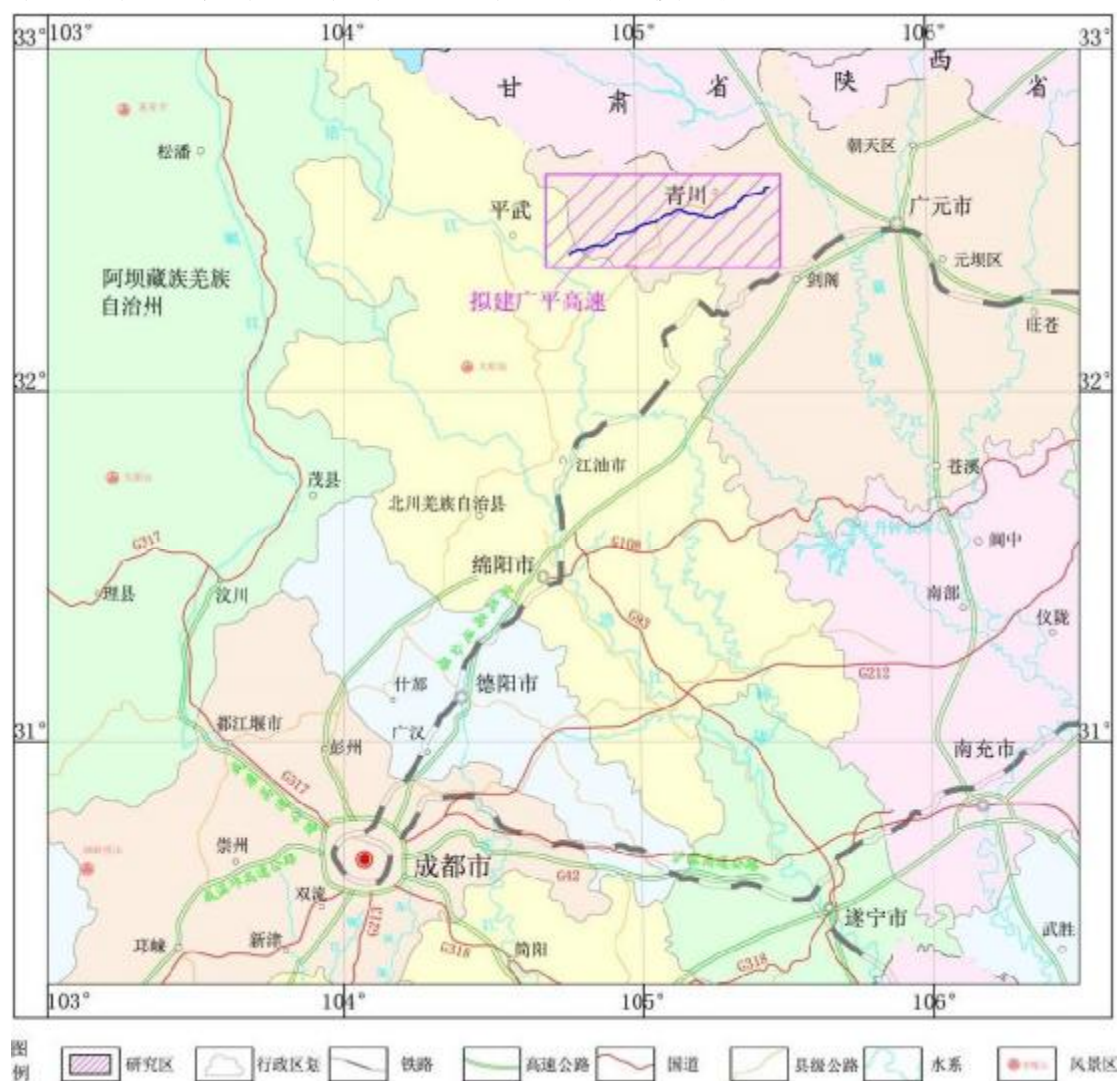 103° 104° 105° 106°
33° 33°
甘肃省 陕西省
朝天区
松潘
青川
平武
广元市
元坝区
剑阁
旺苍
阿坝藏族羌族
自治州
拟建广平高速
32° 32°
江油市
苍溪
茂县
北川羌族自治县
G317
G108
阆中
绵阳市
理县
汶川
南部
仪陇
G93
G212
什邡
德阳市
广汉
31° 31°
都江堰市
彭州
南充市
G317
崇州
成都市
G42
双流
遂宁市
武胜
邛崃
新津
G213
G318
简阳
G318
103° 104° 105° 106°
图例
研究区
行政区划
铁路
高速公路
国道
县级公路
水系
风景区